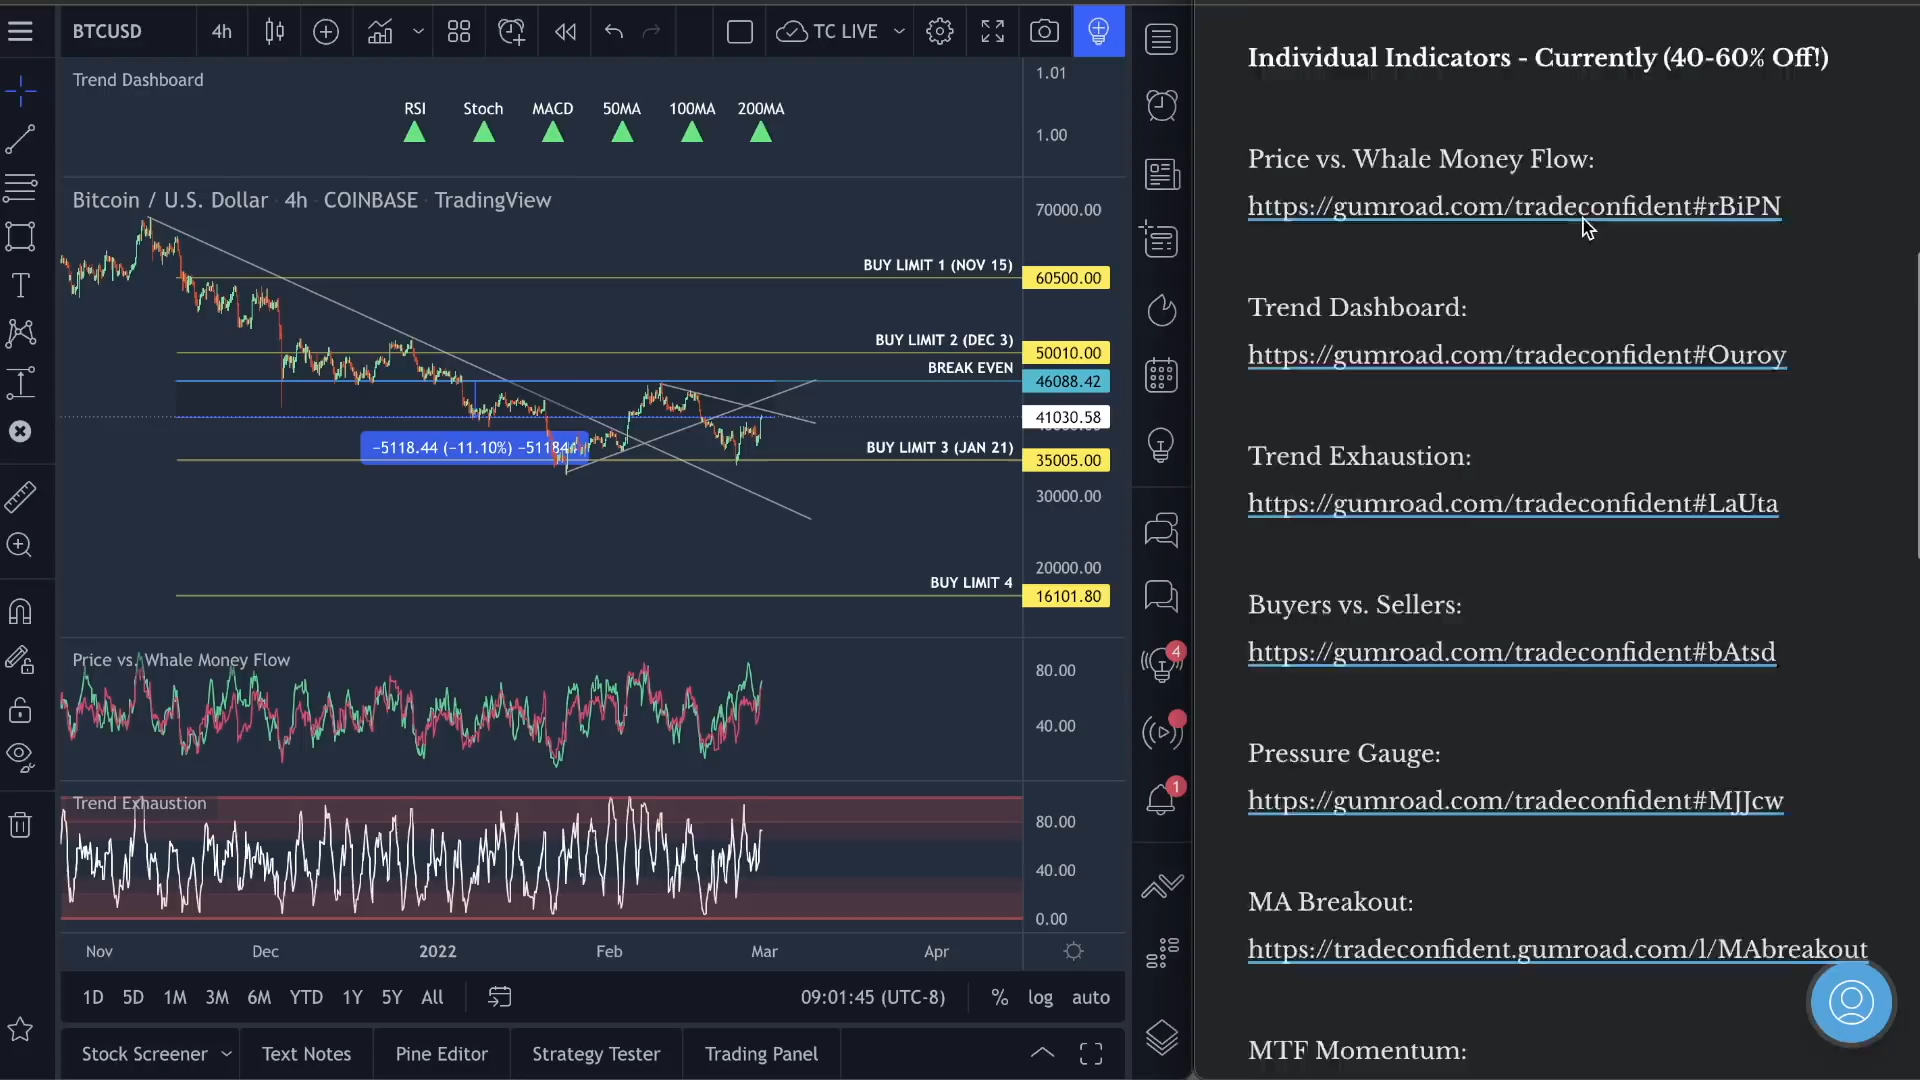 BTCUSD
4h
TC LIVE
Trend Dashboard
RSI Stoch MACD 50MA 100MA 200MA
1.01
1.00
Bitcoin / U.S. Dollar · 4h · COINBASE · TradingView
70000.00
BUY LIMIT 1 (NOV 15)
60500.00
BUY LIMIT 2 (DEC 3)
50010.00
BREAK EVEN
46088.42
41030.58
−5118.44 (−11.10%) −511844
BUY LIMIT 3 (JAN 21)
35005.00
30000.00
20000.00
BUY LIMIT 4
16101.80
Price vs. Whale Money Flow
80.00
40.00
Trend Exhaustion
80.00
40.00
0.00
Nov Dec 2022 Feb Mar Apr
1D 5D 1M 3M 6M YTD 1Y 5Y All
09:01:45 (UTC-8)
% log auto
Stock Screener
Text Notes
Pine Editor
Strategy Tester
Trading Panel
4
1
Individual Indicators - Currently (40-60% Off!)
Price vs. Whale Money Flow:
https://gumroad.com/tradeconfident#rBiPN
Trend Dashboard:
https://gumroad.com/tradeconfident#Ouroy
Trend Exhaustion:
https://gumroad.com/tradeconfident#LaUta
Buyers vs. Sellers:
https://gumroad.com/tradeconfident#bAtsd
Pressure Gauge:
https://gumroad.com/tradeconfident#MJJcw
MA Breakout:
https://tradeconfident.gumroad.com/l/MAbreakout
MTF Momentum: